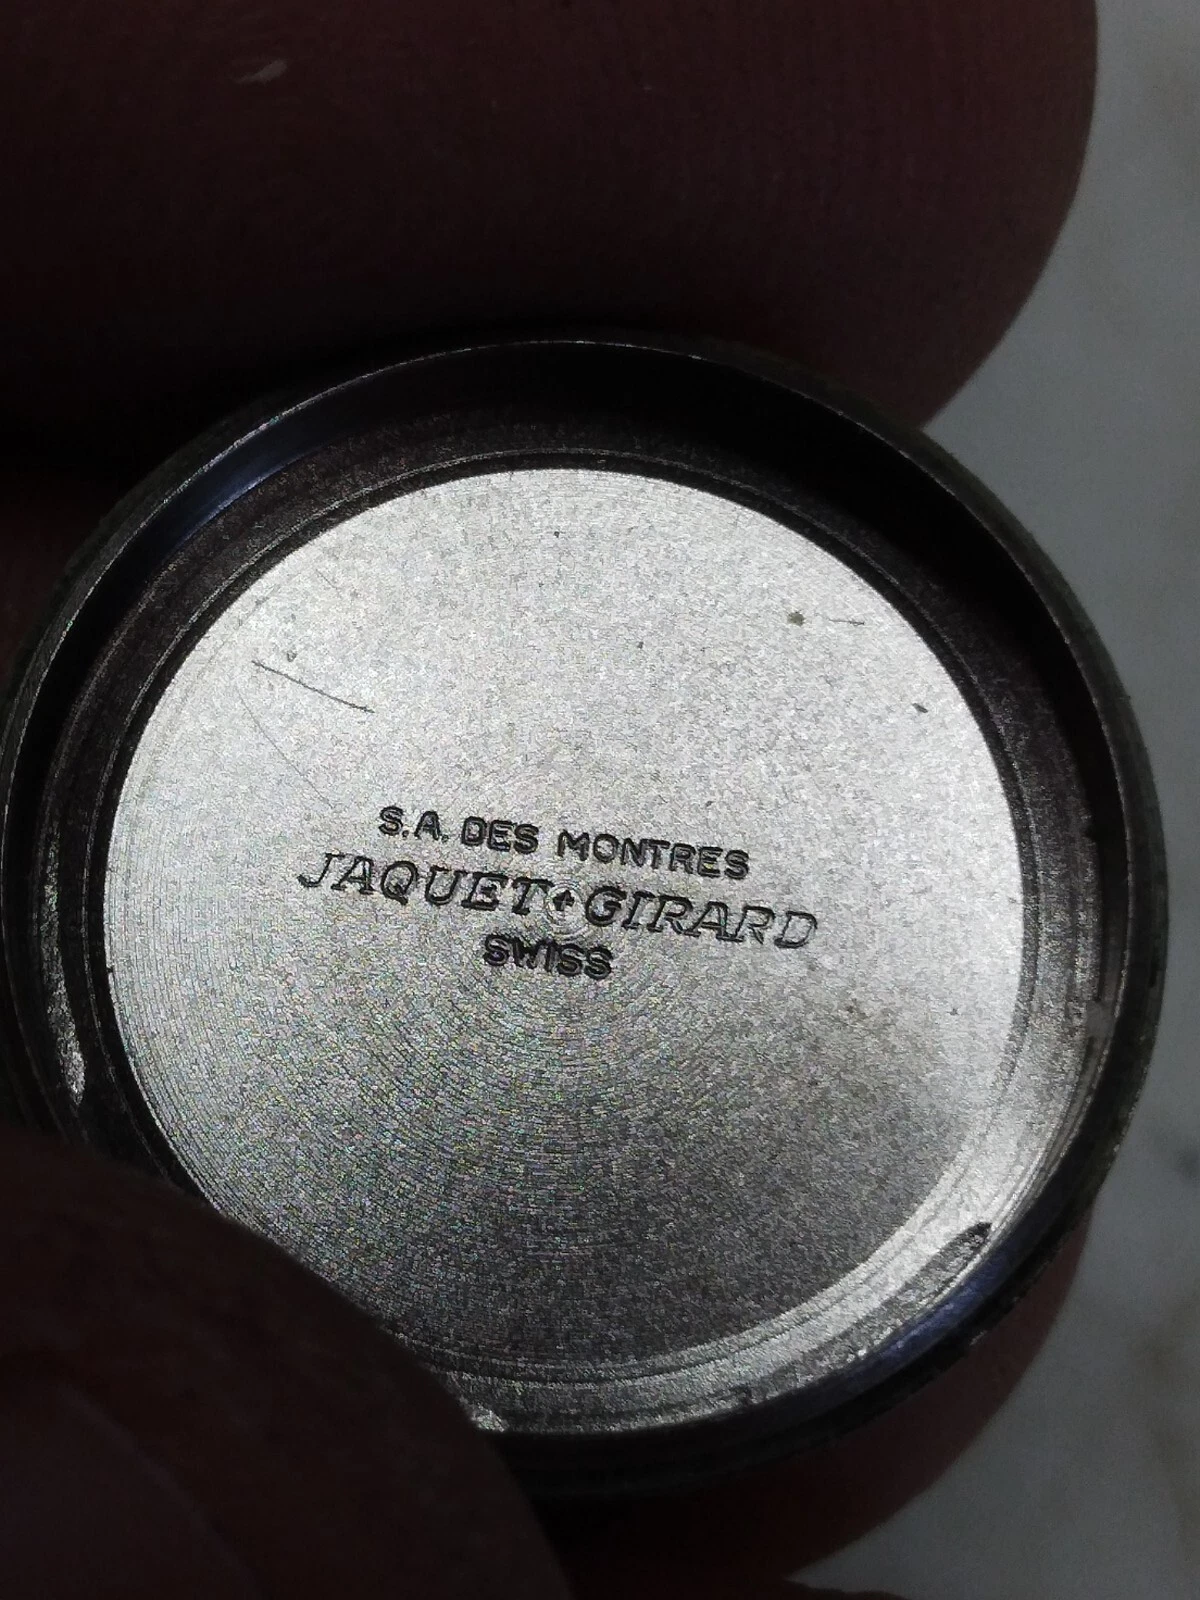 S.A. DES MONTRES
JAQUET+GIRARD
SWISS